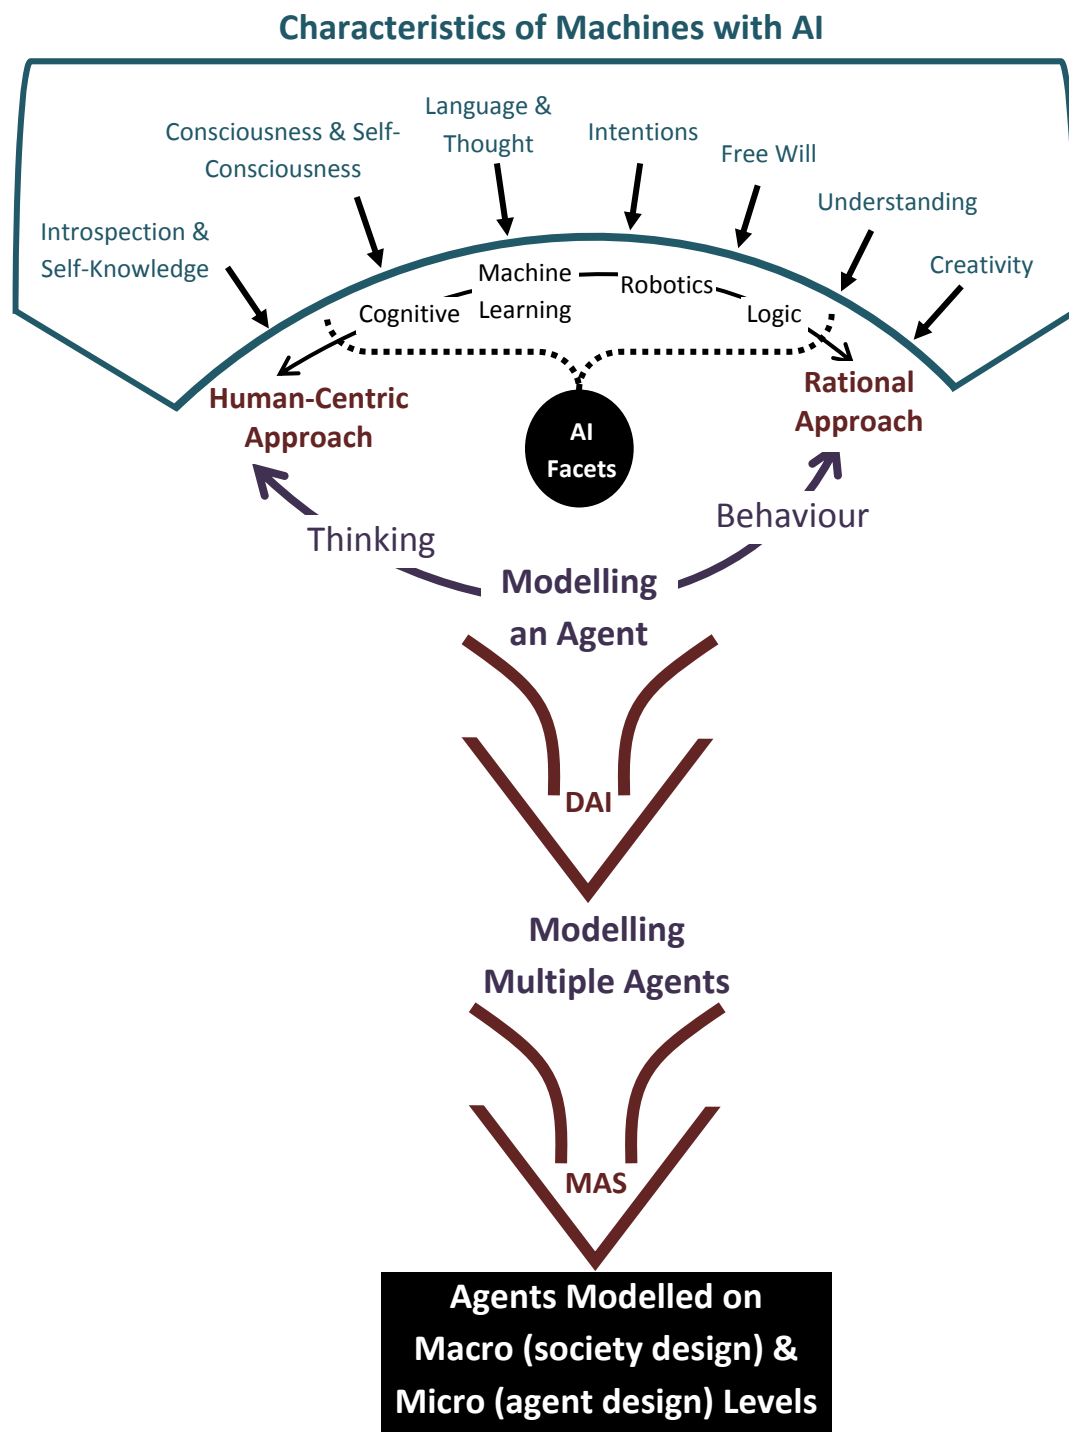 Characteristics of Machines with AI
Language &
Thought
Intentions
Consciousness & Self-
Consciousness
Free Will
Understanding
Introspection &
Self-Knowledge
Creativity
Machine
Learning
Robotics
Cognitive
Logic
Human-Centric
Approach
Rational
Approach
AI
Facets
Thinking
Behaviour
Modelling
an Agent
DAI
Modelling
Multiple Agents
MAS
Agents Modelled on
Macro (society design) &
Micro (agent design) Levels